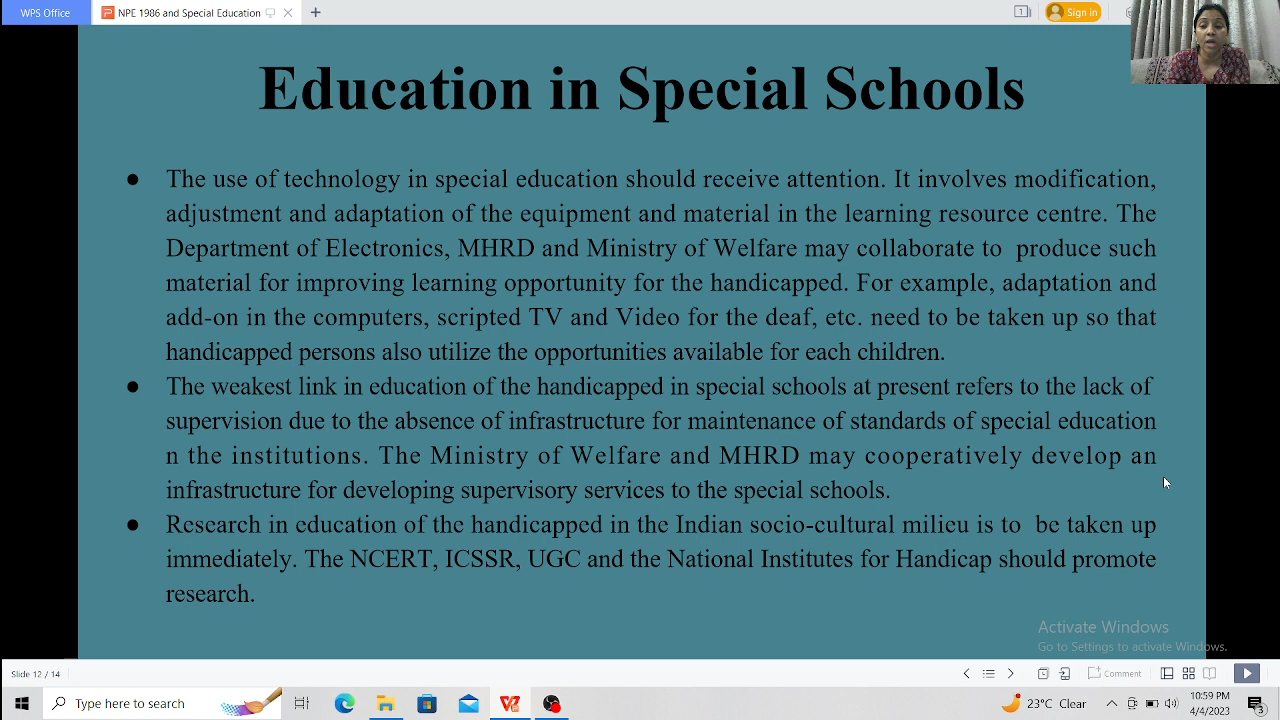 WPS Office
NPE 1986 and Special Education
Sign in
Education in Special Schools
● The use of technology in special education should receive attention. It involves modification,
adjustment and adaptation of the equipment and material in the learning resource centre. The
Department of Electronics, MHRD and Ministry of Welfare may collaborate to produce such
material for improving learning opportunity for the handicapped. For example, adaptation and
add-on in the computers, scripted TV and Video for the deaf, etc. need to be taken up so that
handicapped persons also utilize the opportunities available for each children.
● The weakest link in education of the handicapped in special schools at present refers to the lack of
supervision due to the absence of infrastructure for maintenance of standards of special education
n the institutions. The Ministry of Welfare and MHRD may cooperatively develop an
infrastructure for developing supervisory services to the special schools.
● Research in education of the handicapped in the Indian socio-cultural milieu is to be taken up
immediately. The NCERT, ICSSR, UGC and the National Institutes for Handicap should promote
research.
Activate Windows
Go to Settings to activate Windows.
Slide 12 / 14
Comment
Type here to search
23°C Clear
10:59 PM
4/4/2023